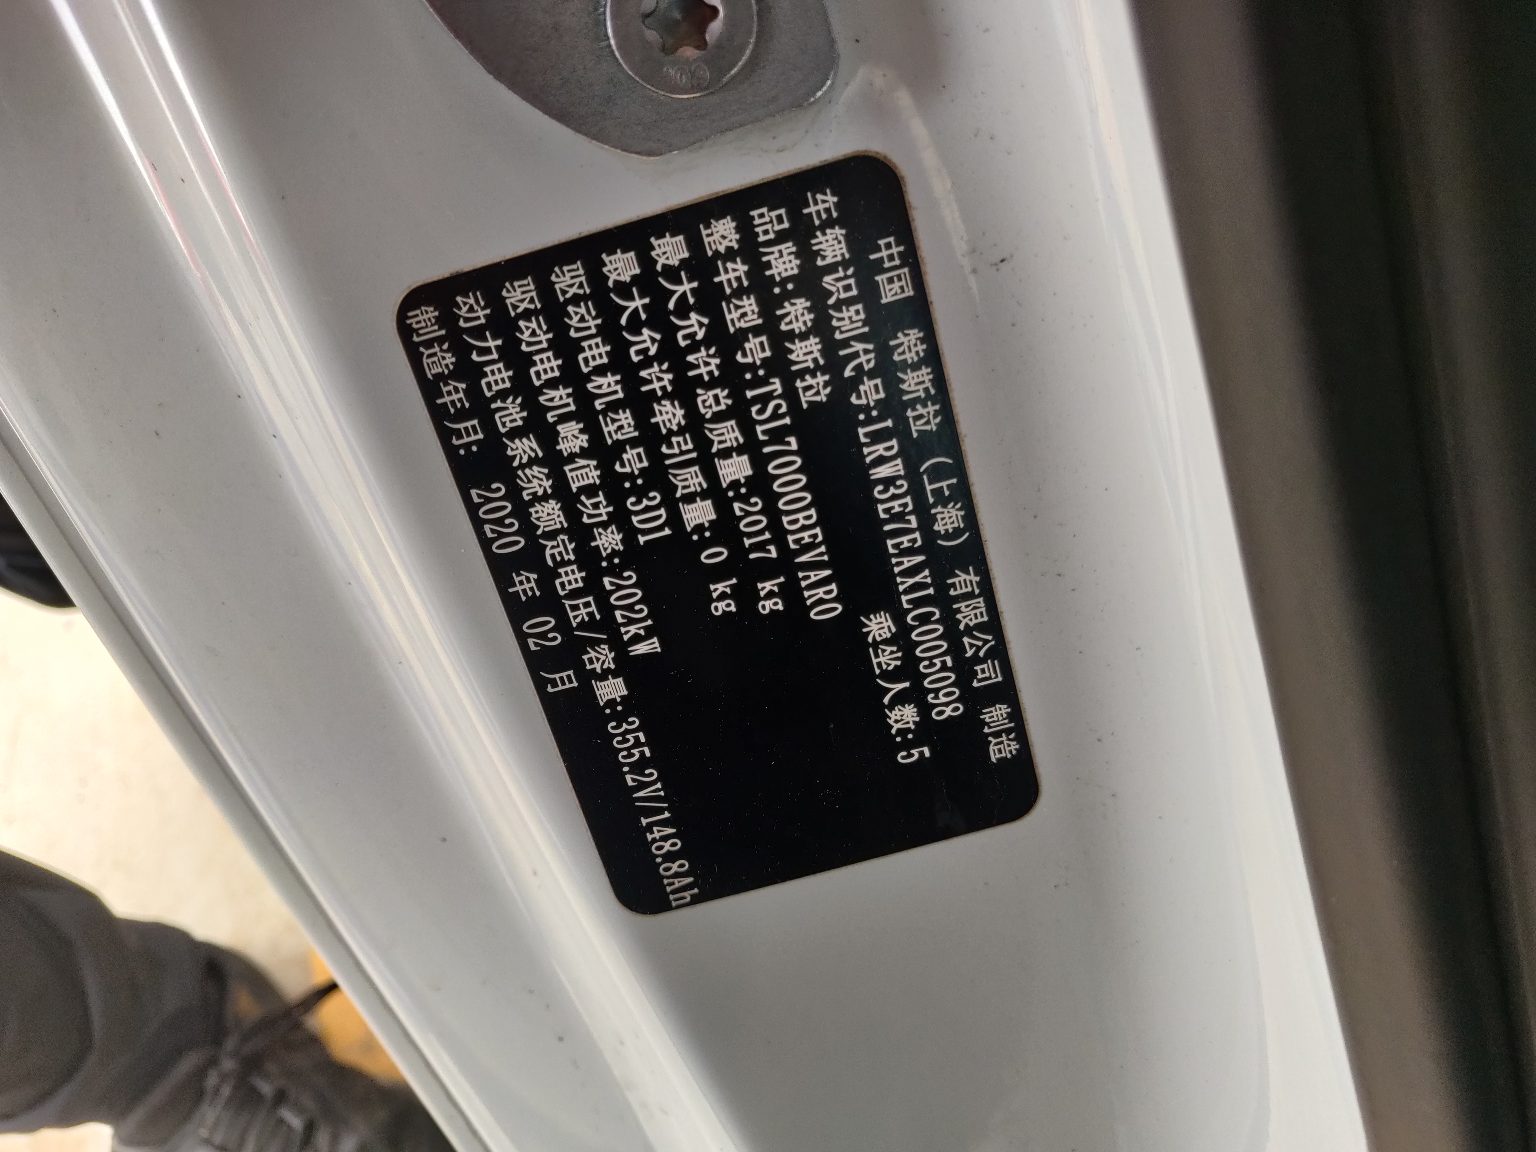 中国 特斯拉（上海）有限公司 制造
车辆识别代号:LRW3E7EAXLC005098
品牌:特斯拉 乘坐人数:5
整车型号:TSL7000BEVAR0
最大允许总质量:2017 kg
最大允许牵引质量:0 kg
驱动电机型号:3D1
驱动电机峰值功率:202kW
动力电池系统额定电压/容量:355.2V/148.8Ah
制造年月: 2020 年 02 月